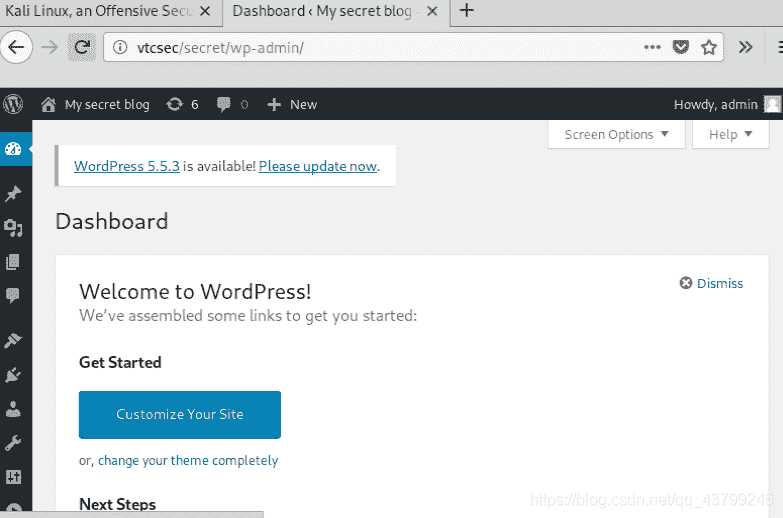 Kali Linux, an Offensive Secu
Dashboard ‹ My secret blog –
vtcsec/secret/wp-admin/
My secret blog 6 0 New Howdy, admin
Screen Options Help
WordPress 5.5.3 is available! Please update now.
Dashboard
Welcome to WordPress!
Dismiss
We've assembled some links to get you started:
Get Started
Customize Your Site
or, change your theme completely
Next Steps
https://blog.csdn.net/qq_43799246